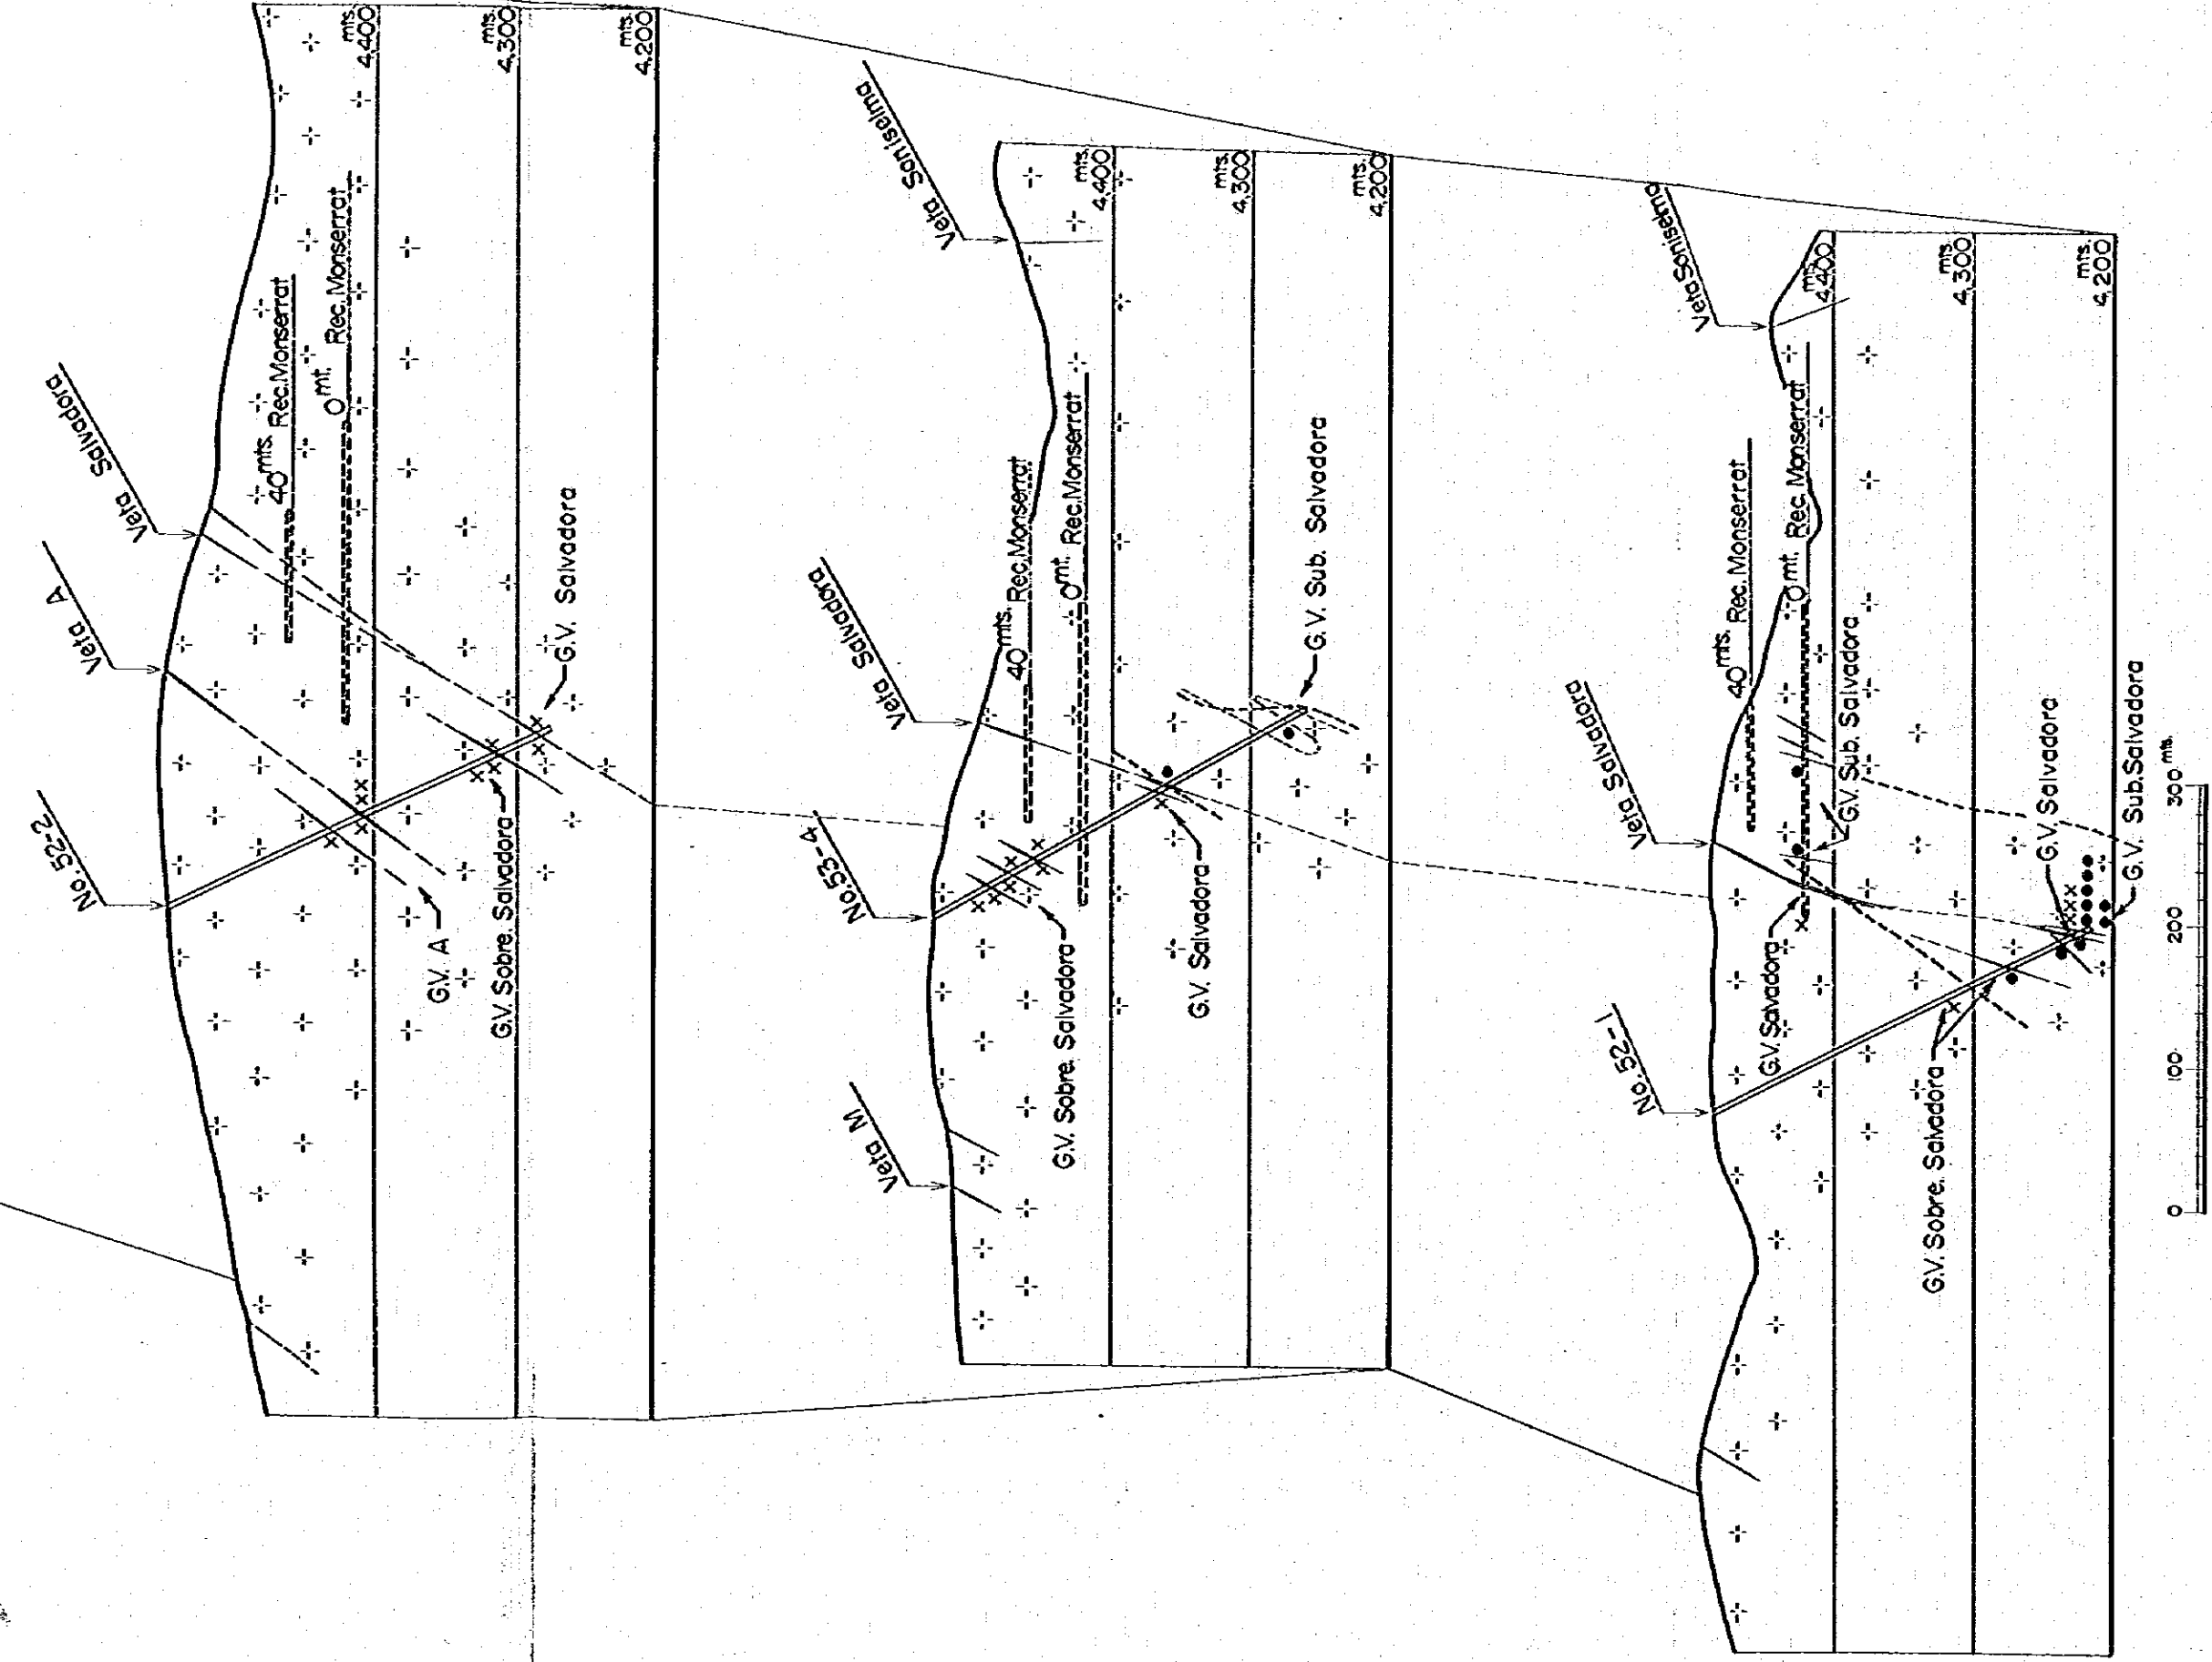 No. 52-2
Veta A
Veta Salvadora
40 mts. Rec. Monserrat
0 mt. Rec. Monserrat
mts.
4,400
mts.
4,300
mts.
4,200
G.V. A
G.V. Sobre. Salvadora
G.V. Salvadora
Veta M
No. 53-4
Veta Salvadora
Veta Soniselma
40 mts. Rec. Monserrat
0 mt. Rec. Monserrat
mts.
4,400
mts.
4,300
mts.
4,200
G.V. Sobre. Salvadora
G.V. Salvadora
G.V. Sub. Salvadora
No. 52-1
Veta Salvadora
Veta Soniselma
40 mts. Rec. Monserrat
0 mt. Rec. Monserrat
mts.
4,400
mts.
4,300
mts.
4,200
G.V. Salvadora
G.V. Sub. Salvadora
G.V. Sobre. Salvadora
G.V. Salvadora
G.V. Sub. Salvadora
0 100 200 300 mts.